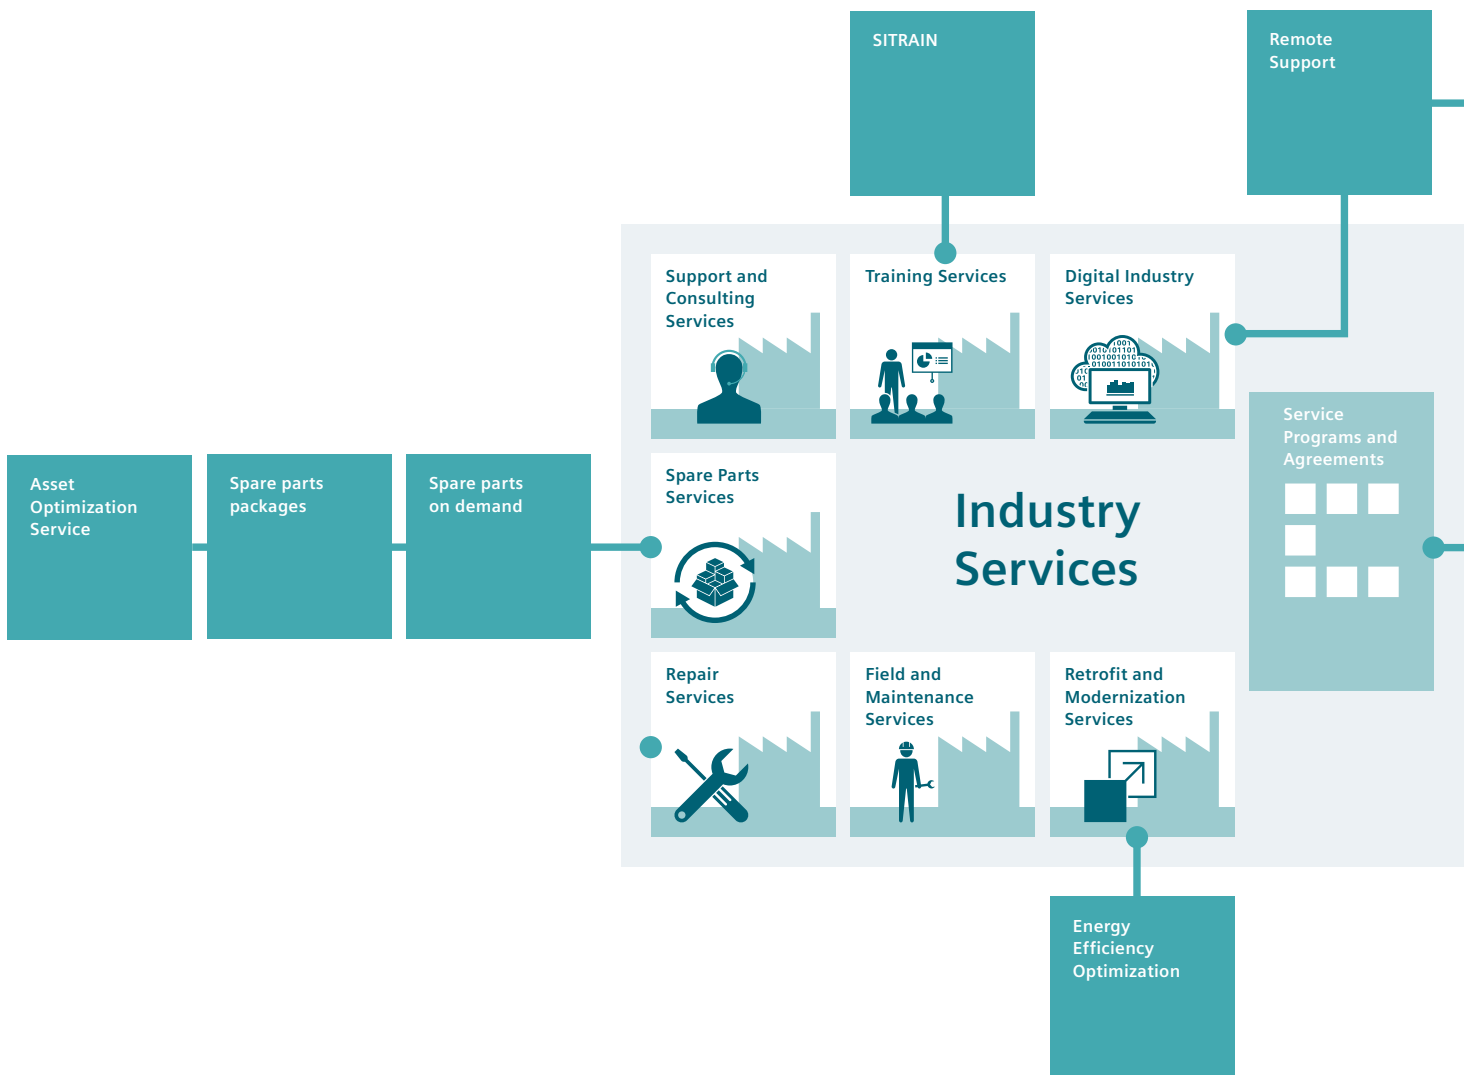 SITRAIN
Remote
Support
Support and
Consulting
Services
Training Services
Digital Industry
Services
Service
Programs and
Agreements
Asset
Optimization
Service
Spare parts
packages
Spare parts
on demand
Spare Parts
Services
Industry
Services
Repair
Services
Field and
Maintenance
Services
Retrofit and
Modernization
Services
Energy
Efficiency
Optimization